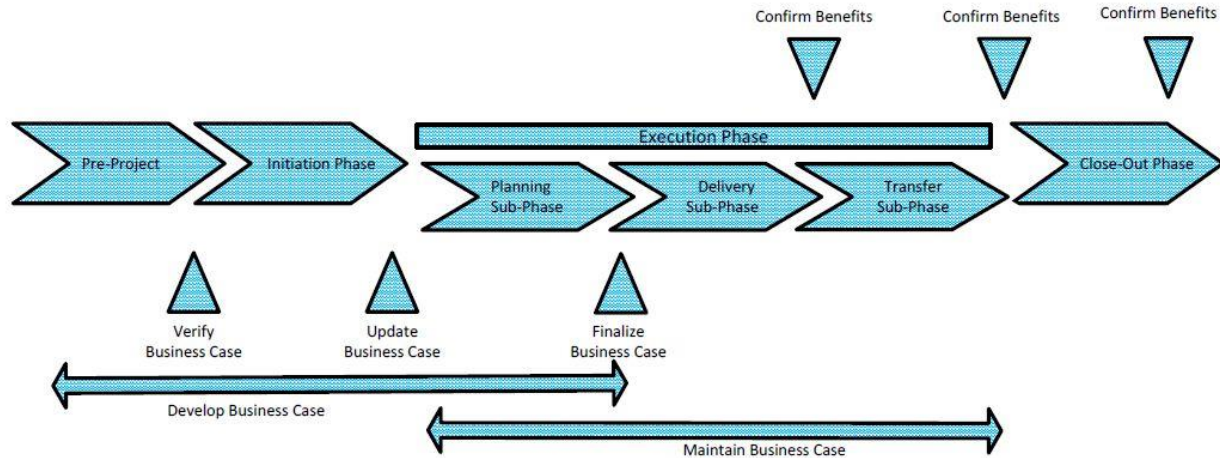 Confirm Benefits
Confirm Benefits
Confirm Benefits
Execution Phase
Pre-Project
Initiation Phase
Close-Out Phase
Planning
Sub-Phase
Delivery
Sub-Phase
Transfer
Sub-Phase
Verify
Business Case
Update
Business Case
Finalize
Business Case
Develop Business Case
Maintain Business Case